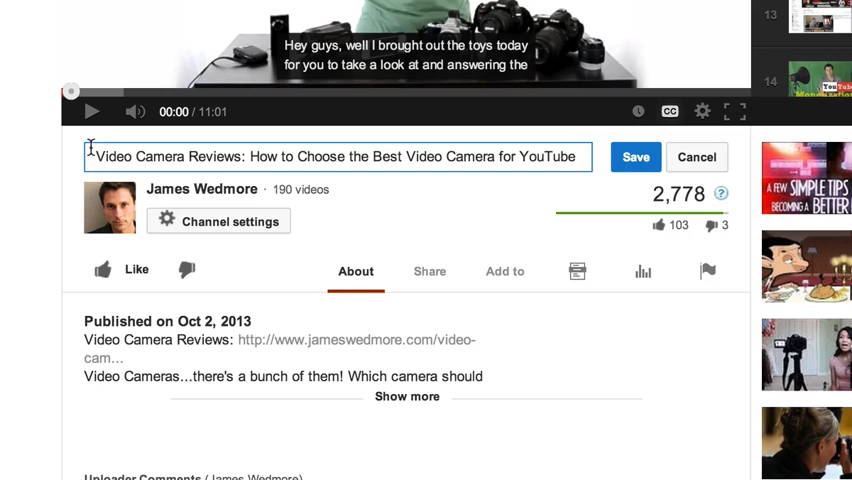 Hey guys, well I brought out the toys today
for you to take a look at and answering the
13
14
00:00 / 11:01
CC
Video Camera Reviews: How to Choose the Best Video Camera for YouTube
Save
Cancel
James Wedmore · 190 videos
Channel settings
2,778 ?
103
3
A FEW SIMPLE TIPS
BECOMING A BETTER
Like
About
Share
Add to
Published on Oct 2, 2013
Video Camera Reviews: http://www.jameswedmore.com/video-
cam...
Video Cameras...there's a bunch of them! Which camera should
Show more
Uploader Comments (James Wedmore)